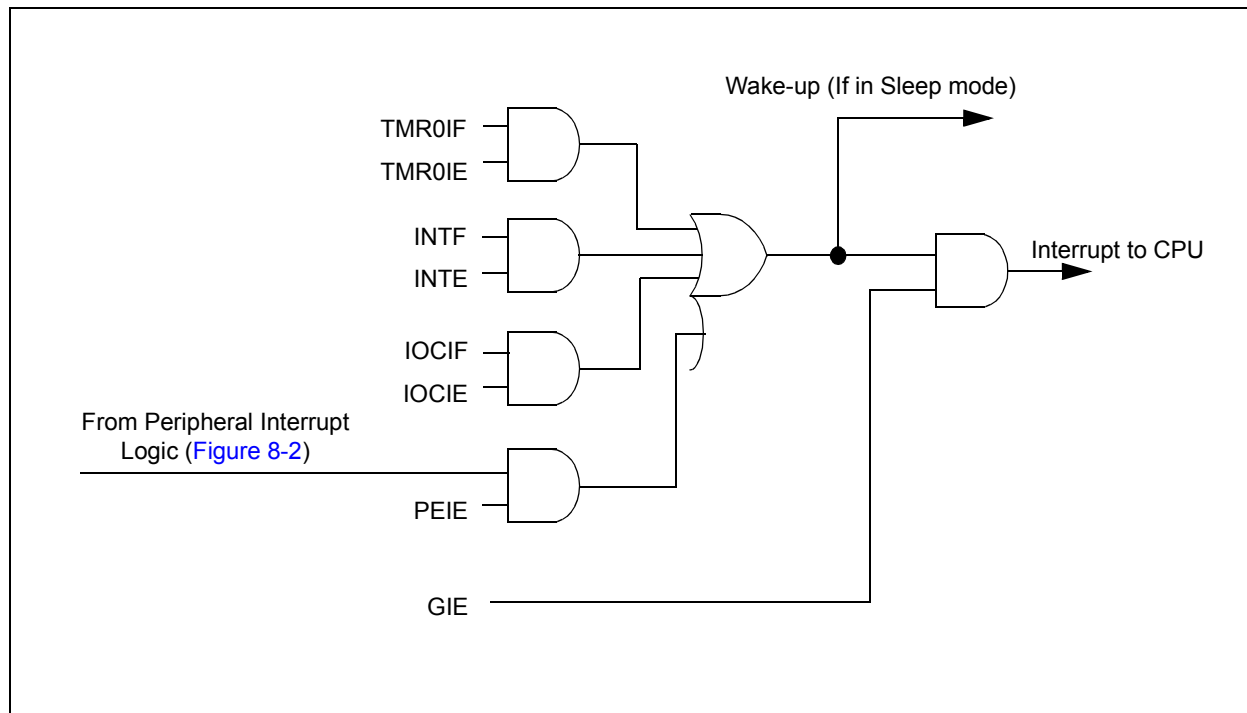 Wake-up (If in Sleep mode)
TMR0IF
TMR0IE
INTF
INTE
Interrupt to CPU
IOCIF
IOCIE
From Peripheral Interrupt
Logic (Figure 8-2)
PEIE
GIE